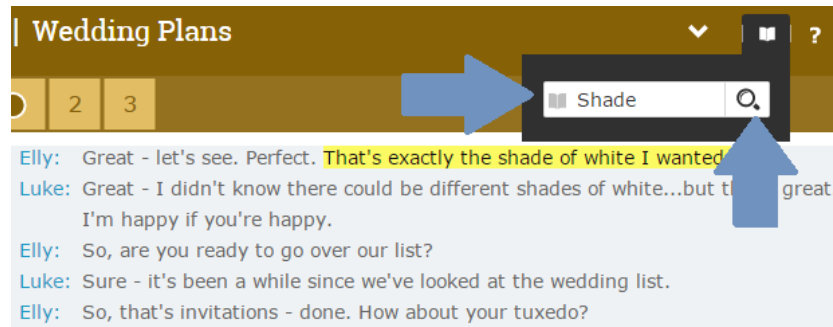 | Wedding Plans ?
Shade
2 3
Elly: Great - let's see. Perfect. That's exactly the shade of white I wanted
Luke: Great - I didn't know there could be different shades of white...but great
I'm happy if you're happy.
Elly: So, are you ready to go over our list?
Luke: Sure - it's been a while since we've looked at the wedding list.
Elly: So, that's invitations - done. How about your tuxedo?